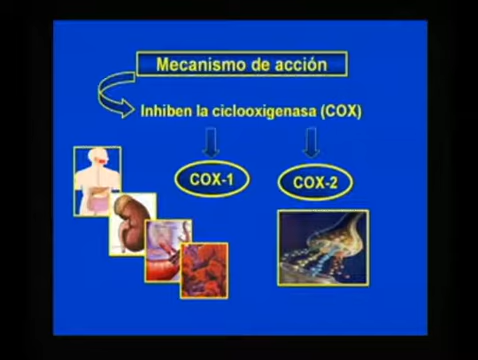 Mecanismo de acción
Inhiben la ciclooxigenasa (COX)
COX-1
COX-2